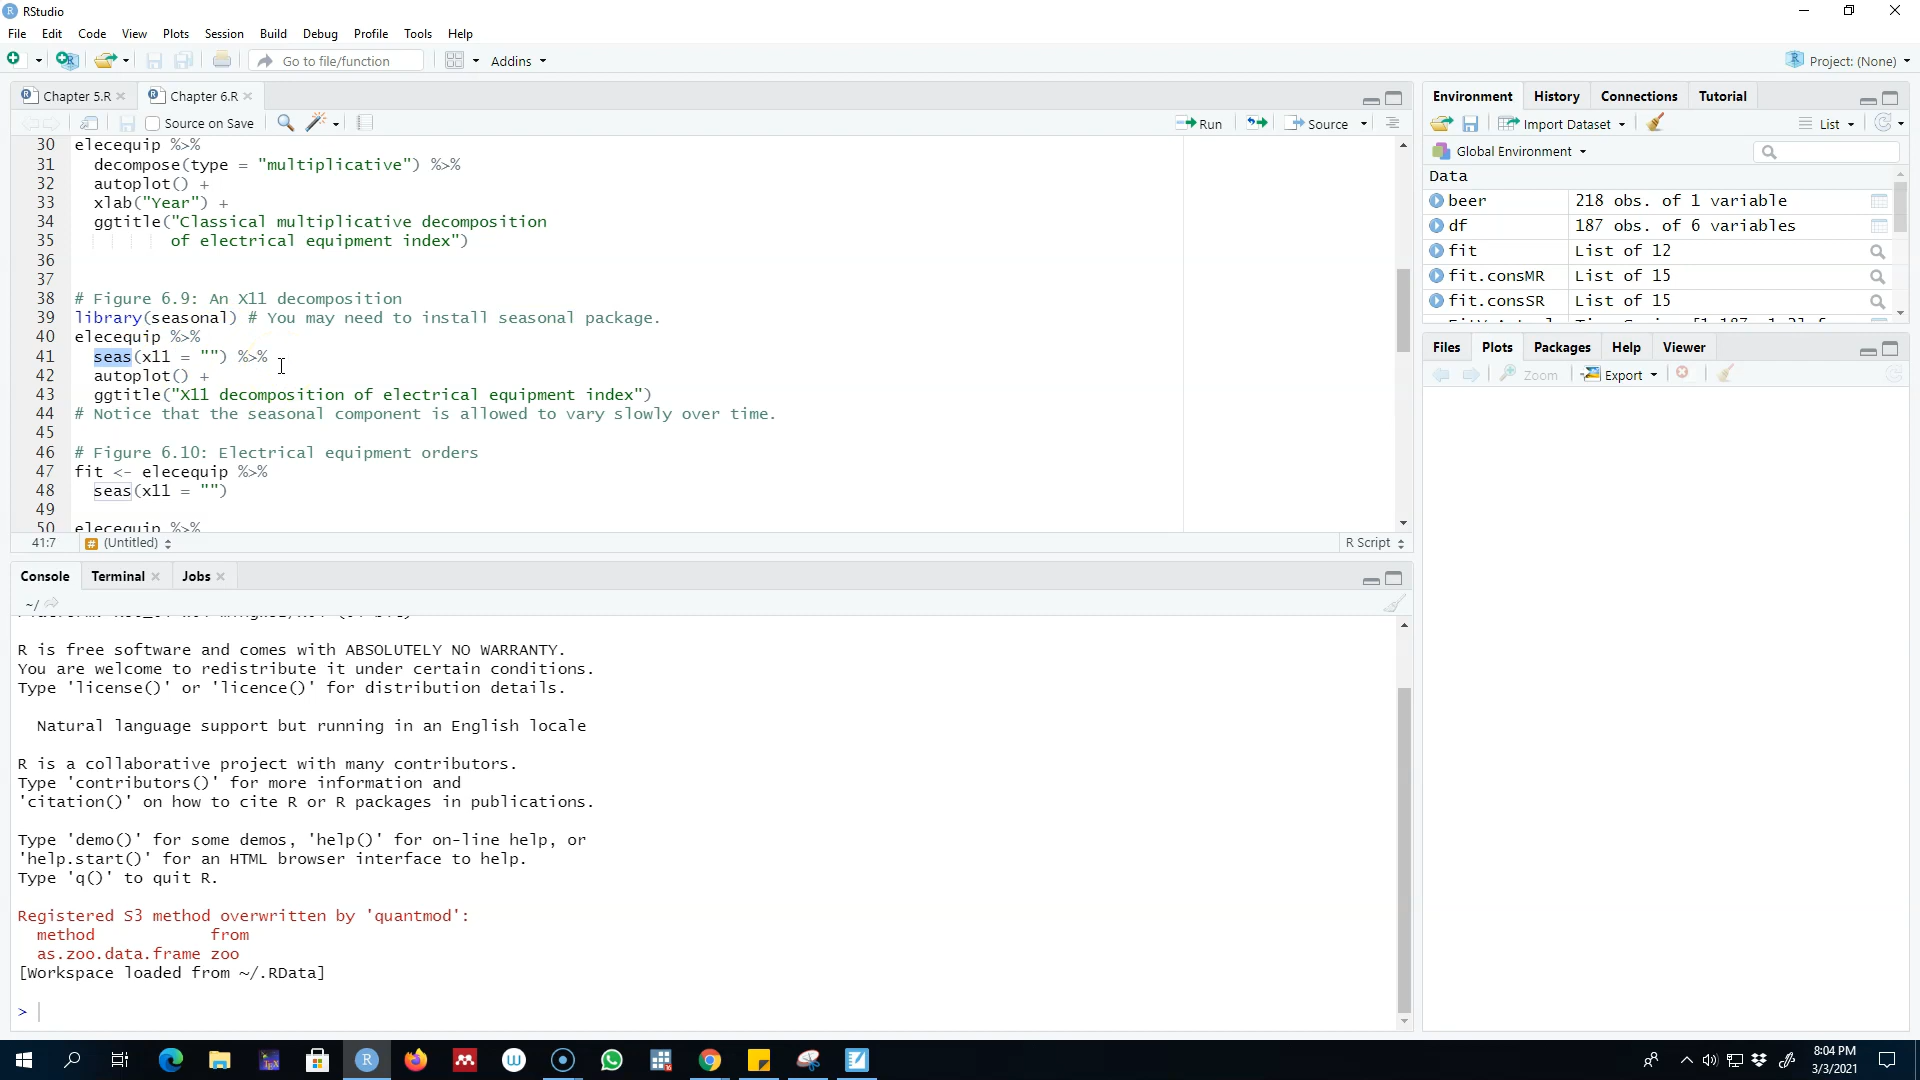 RStudio
File Edit Code View Plots Session Build Debug Profile Tools Help
Go to file/function Addins Project: (None)
Chapter 5.R Chapter 6.R
Source on Save Run Source
30 elecequip %>%
31 decompose(type = "multiplicative") %>%
32 autoplot() +
33 xlab("Year") +
34 ggtitle("Classical multiplicative decomposition
35 of electrical equipment index")
36
37
38 # Figure 6.9: An X11 decomposition
39 library(seasonal) # You may need to install seasonal package.
40 elecequip %>%
41 seas(x11 = "") %>%
42 autoplot() +
43 ggtitle("X11 decomposition of electrical equipment index")
44 # Notice that the seasonal component is allowed to vary slowly over time.
45
46 # Figure 6.10: Electrical equipment orders
47 fit <- elecequip %>%
48 seas(x11 = "")
49
50 elecequip %>%
41:7 (Untitled) R Script
Console Terminal Jobs
~/
R is free software and comes with ABSOLUTELY NO WARRANTY.
You are welcome to redistribute it under certain conditions.
Type 'license()' or 'licence()' for distribution details.
Natural language support but running in an English locale
R is a collaborative project with many contributors.
Type 'contributors()' for more information and
'citation()' on how to cite R or R packages in publications.
Type 'demo()' for some demos, 'help()' for on-line help, or
'help.start()' for an HTML browser interface to help.
Type 'q()' to quit R.
Registered S3 method overwritten by 'quantmod':
method from
as.zoo.data.frame zoo
[Workspace loaded from ~/.RData]
>
Environment History Connections Tutorial
Import Dataset List
Global Environment
Data
beer 218 obs. of 1 variable
df 187 obs. of 6 variables
fit List of 12
fit.consMR List of 15
fit.consSR List of 15
Files Plots Packages Help Viewer
Zoom Export
8:04 PM
3/3/2021